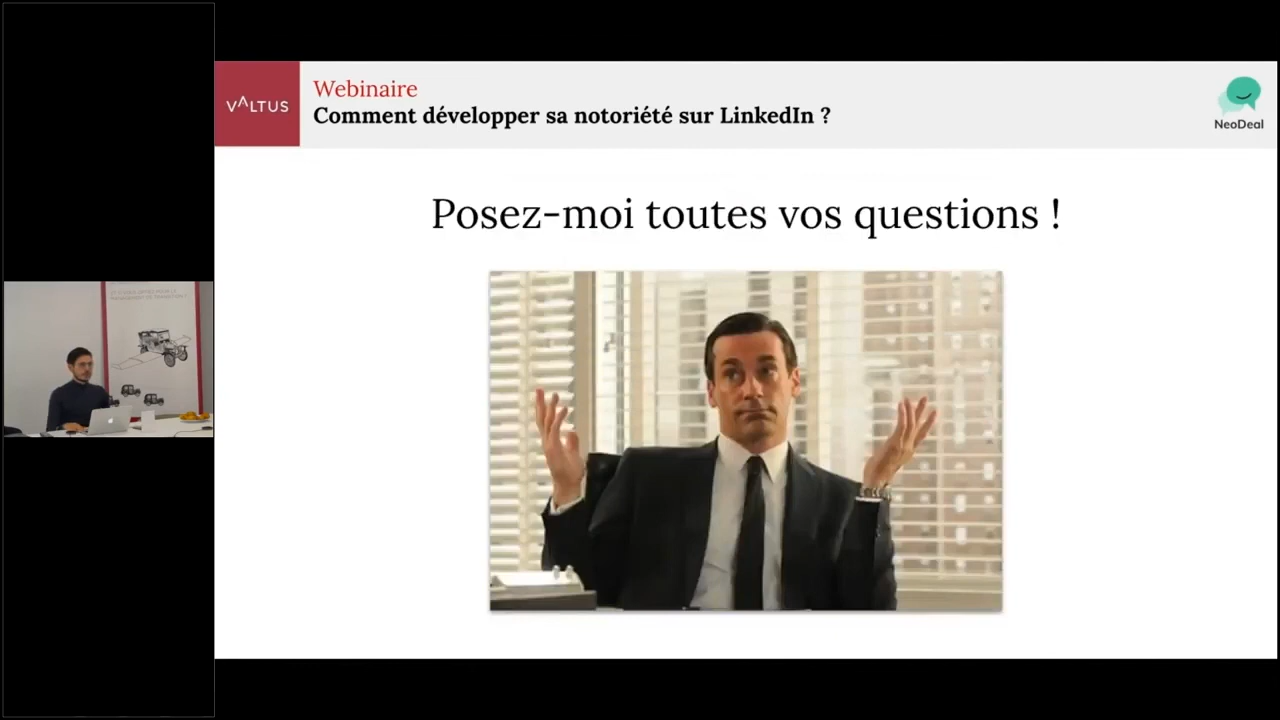 VALTUS
Webinaire
Comment développer sa notoriété sur LinkedIn ?
NeoDeal
Posez-moi toutes vos questions !